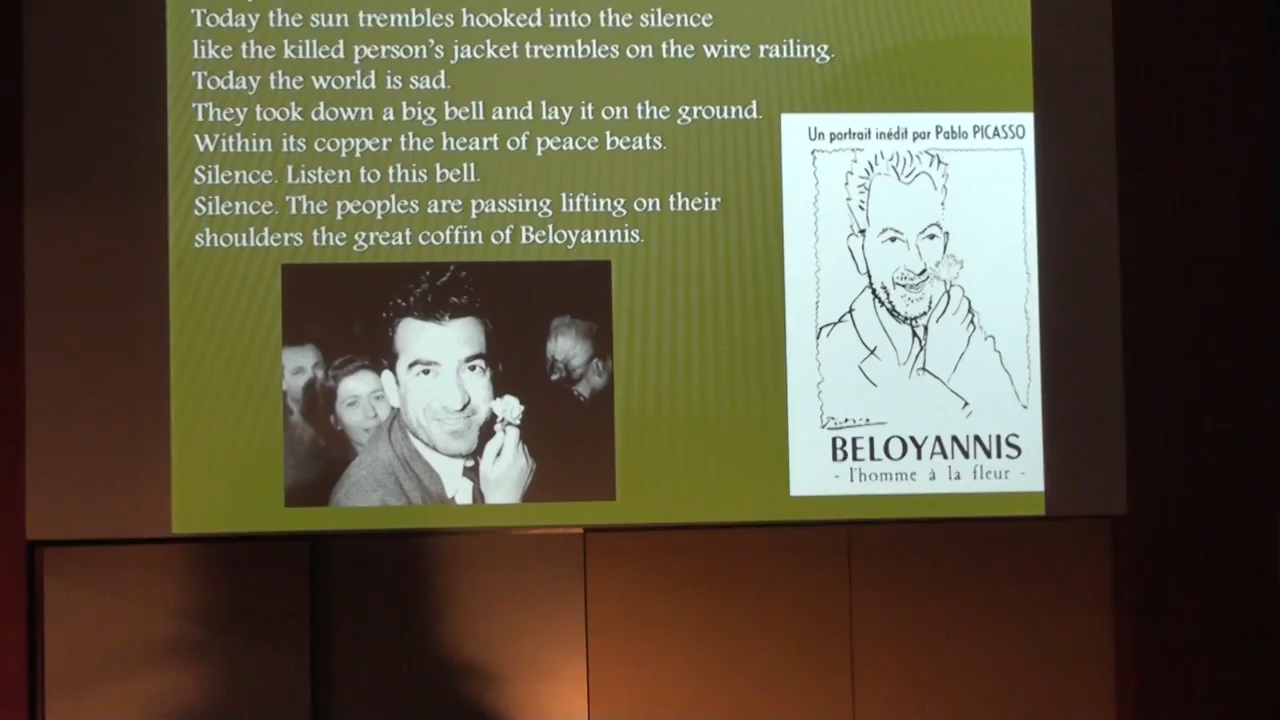 Today the sun trembles hooked into the silence
like the killed person's jacket trembles on the wire railing.
Today the world is sad.
They took down a big bell and lay it on the ground.
Within its copper the heart of peace beats.
Silence. Listen to this bell.
Silence. The peoples are passing lifting on their
shoulders the great coffin of Beloyannis.
Un portrait inédit par Pablo PICASSO
Picasso
BELOYANNIS
- l'homme à la fleur -